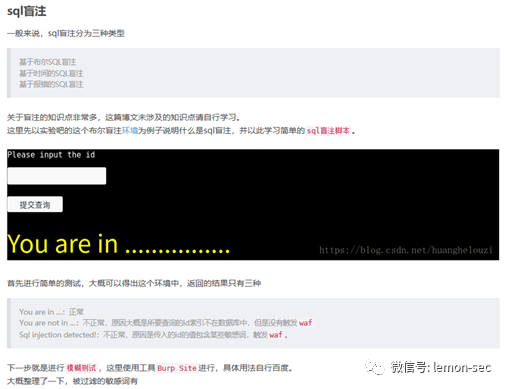 sql盲注
一般来说，sql盲注分为三种类型
基于布尔SQL盲注
基于时间的SQL盲注
基于报错的SQL盲注
关于盲注的知识点非常多，这篇博文未涉及的知识点请自行学习。
这里先以实验吧的这个布尔盲注环境为例子说明什么是sql盲注，并以此学习简单的 sql盲注脚本 。
Please input the id
提交查询
You are in ................
https://blog.csdn.net/huanghelouzi
首先进行简单的测试，大概可以得出这个环境中，返回的结果只有三种
You are in ...：正常
You are not in ...：不正常，原因大概是所要查询的id索引不在数据库中，但是没有触发 waf
Sql injection detected!：不正常，原因是传入的id的值包含某些敏感词，触发 waf 。
下一步就是进行 模糊测试 ，这里使用工具 Burp Site 进行，具体用法自行百度。
大概整理了一下，被过滤的敏感词有
微信号: lemon-sec